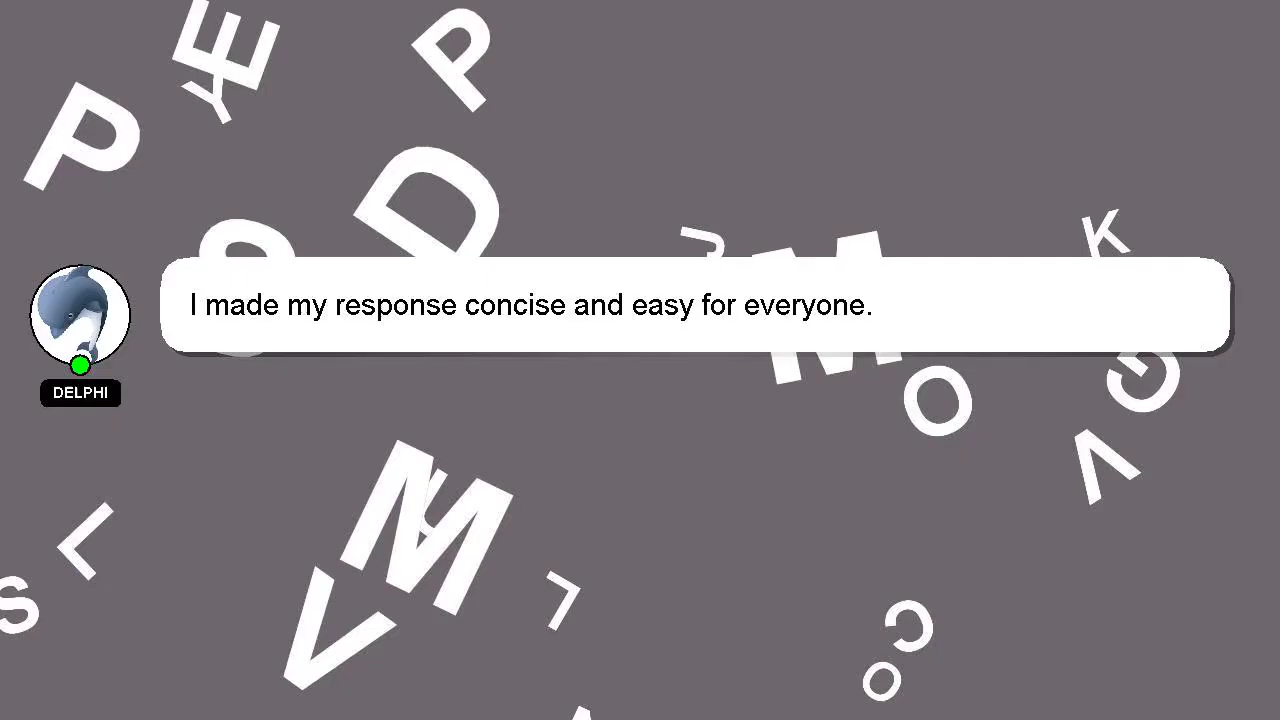 I made my response concise and easy for everyone.
DELPHI
P
E
Y
P
D
J
M
K
O
G
V
L
S
M
V
L
C
O